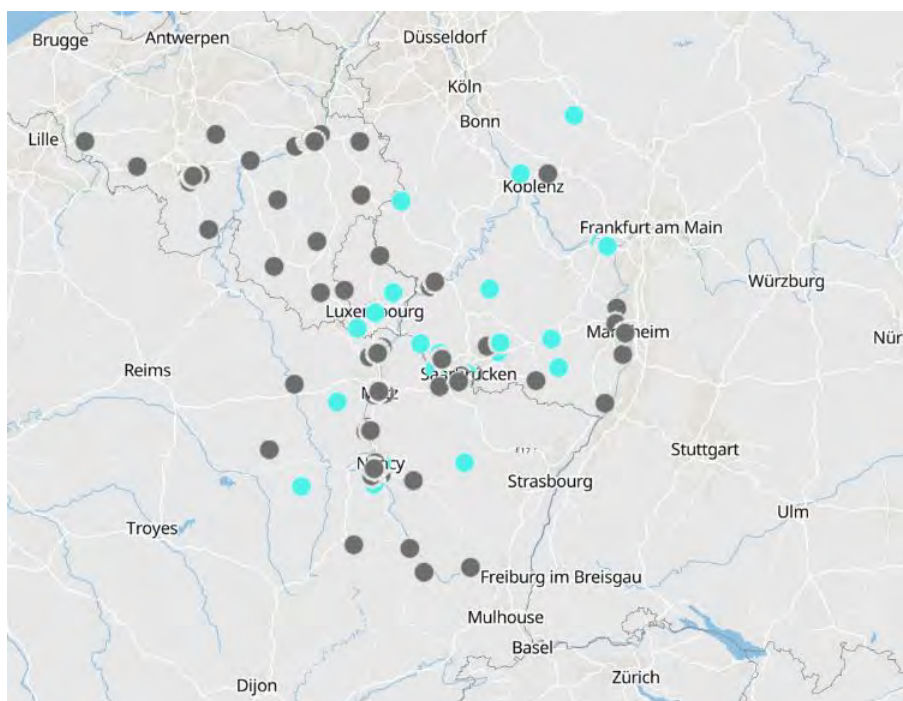 Brugge
Antwerpen
Düsseldorf
Köln
Lille
Bonn
Koblenz
Frankfurt am Main
Würzburg
Luxembourg
Mannheim
Nür
Reims
Saarbrücken
Metz
Stuttgart
Nancy
Strasbourg
Troyes
Ulm
Freiburg im Breisgau
Mulhouse
Basel
Zürich
Dijon